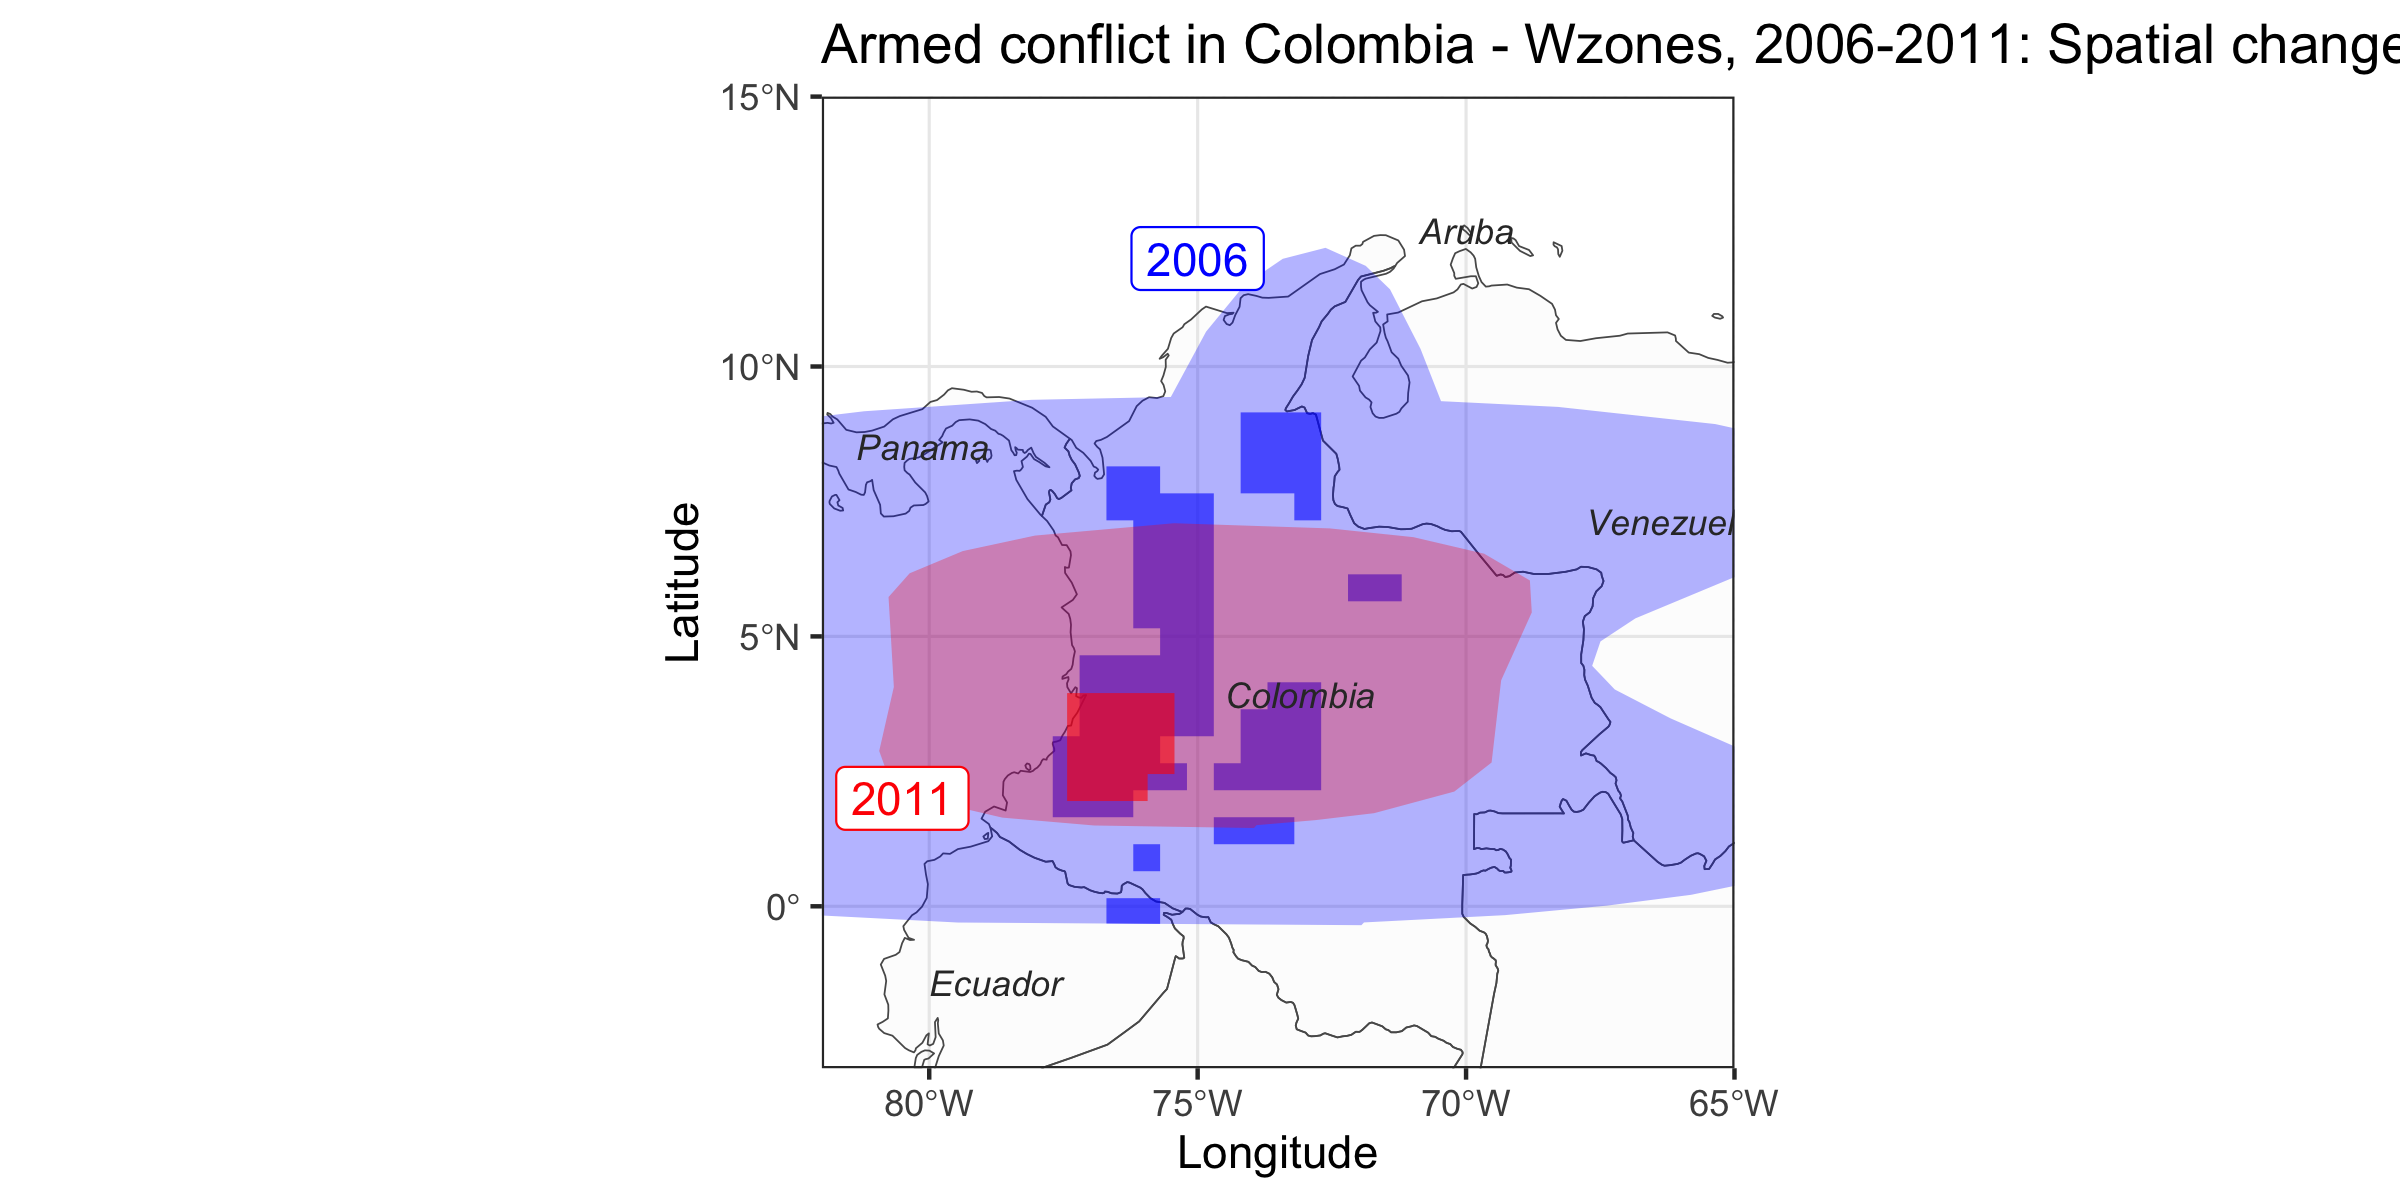 Armed conflict in Colombia - Wzones, 2006-2011: Spatial change
15°N
Aruba
2006
10°N
Panama
Venezuel
Latitude
5°N
Colombia
2011
0°
Ecuador
80°W 75°W 70°W 65°W
Longitude